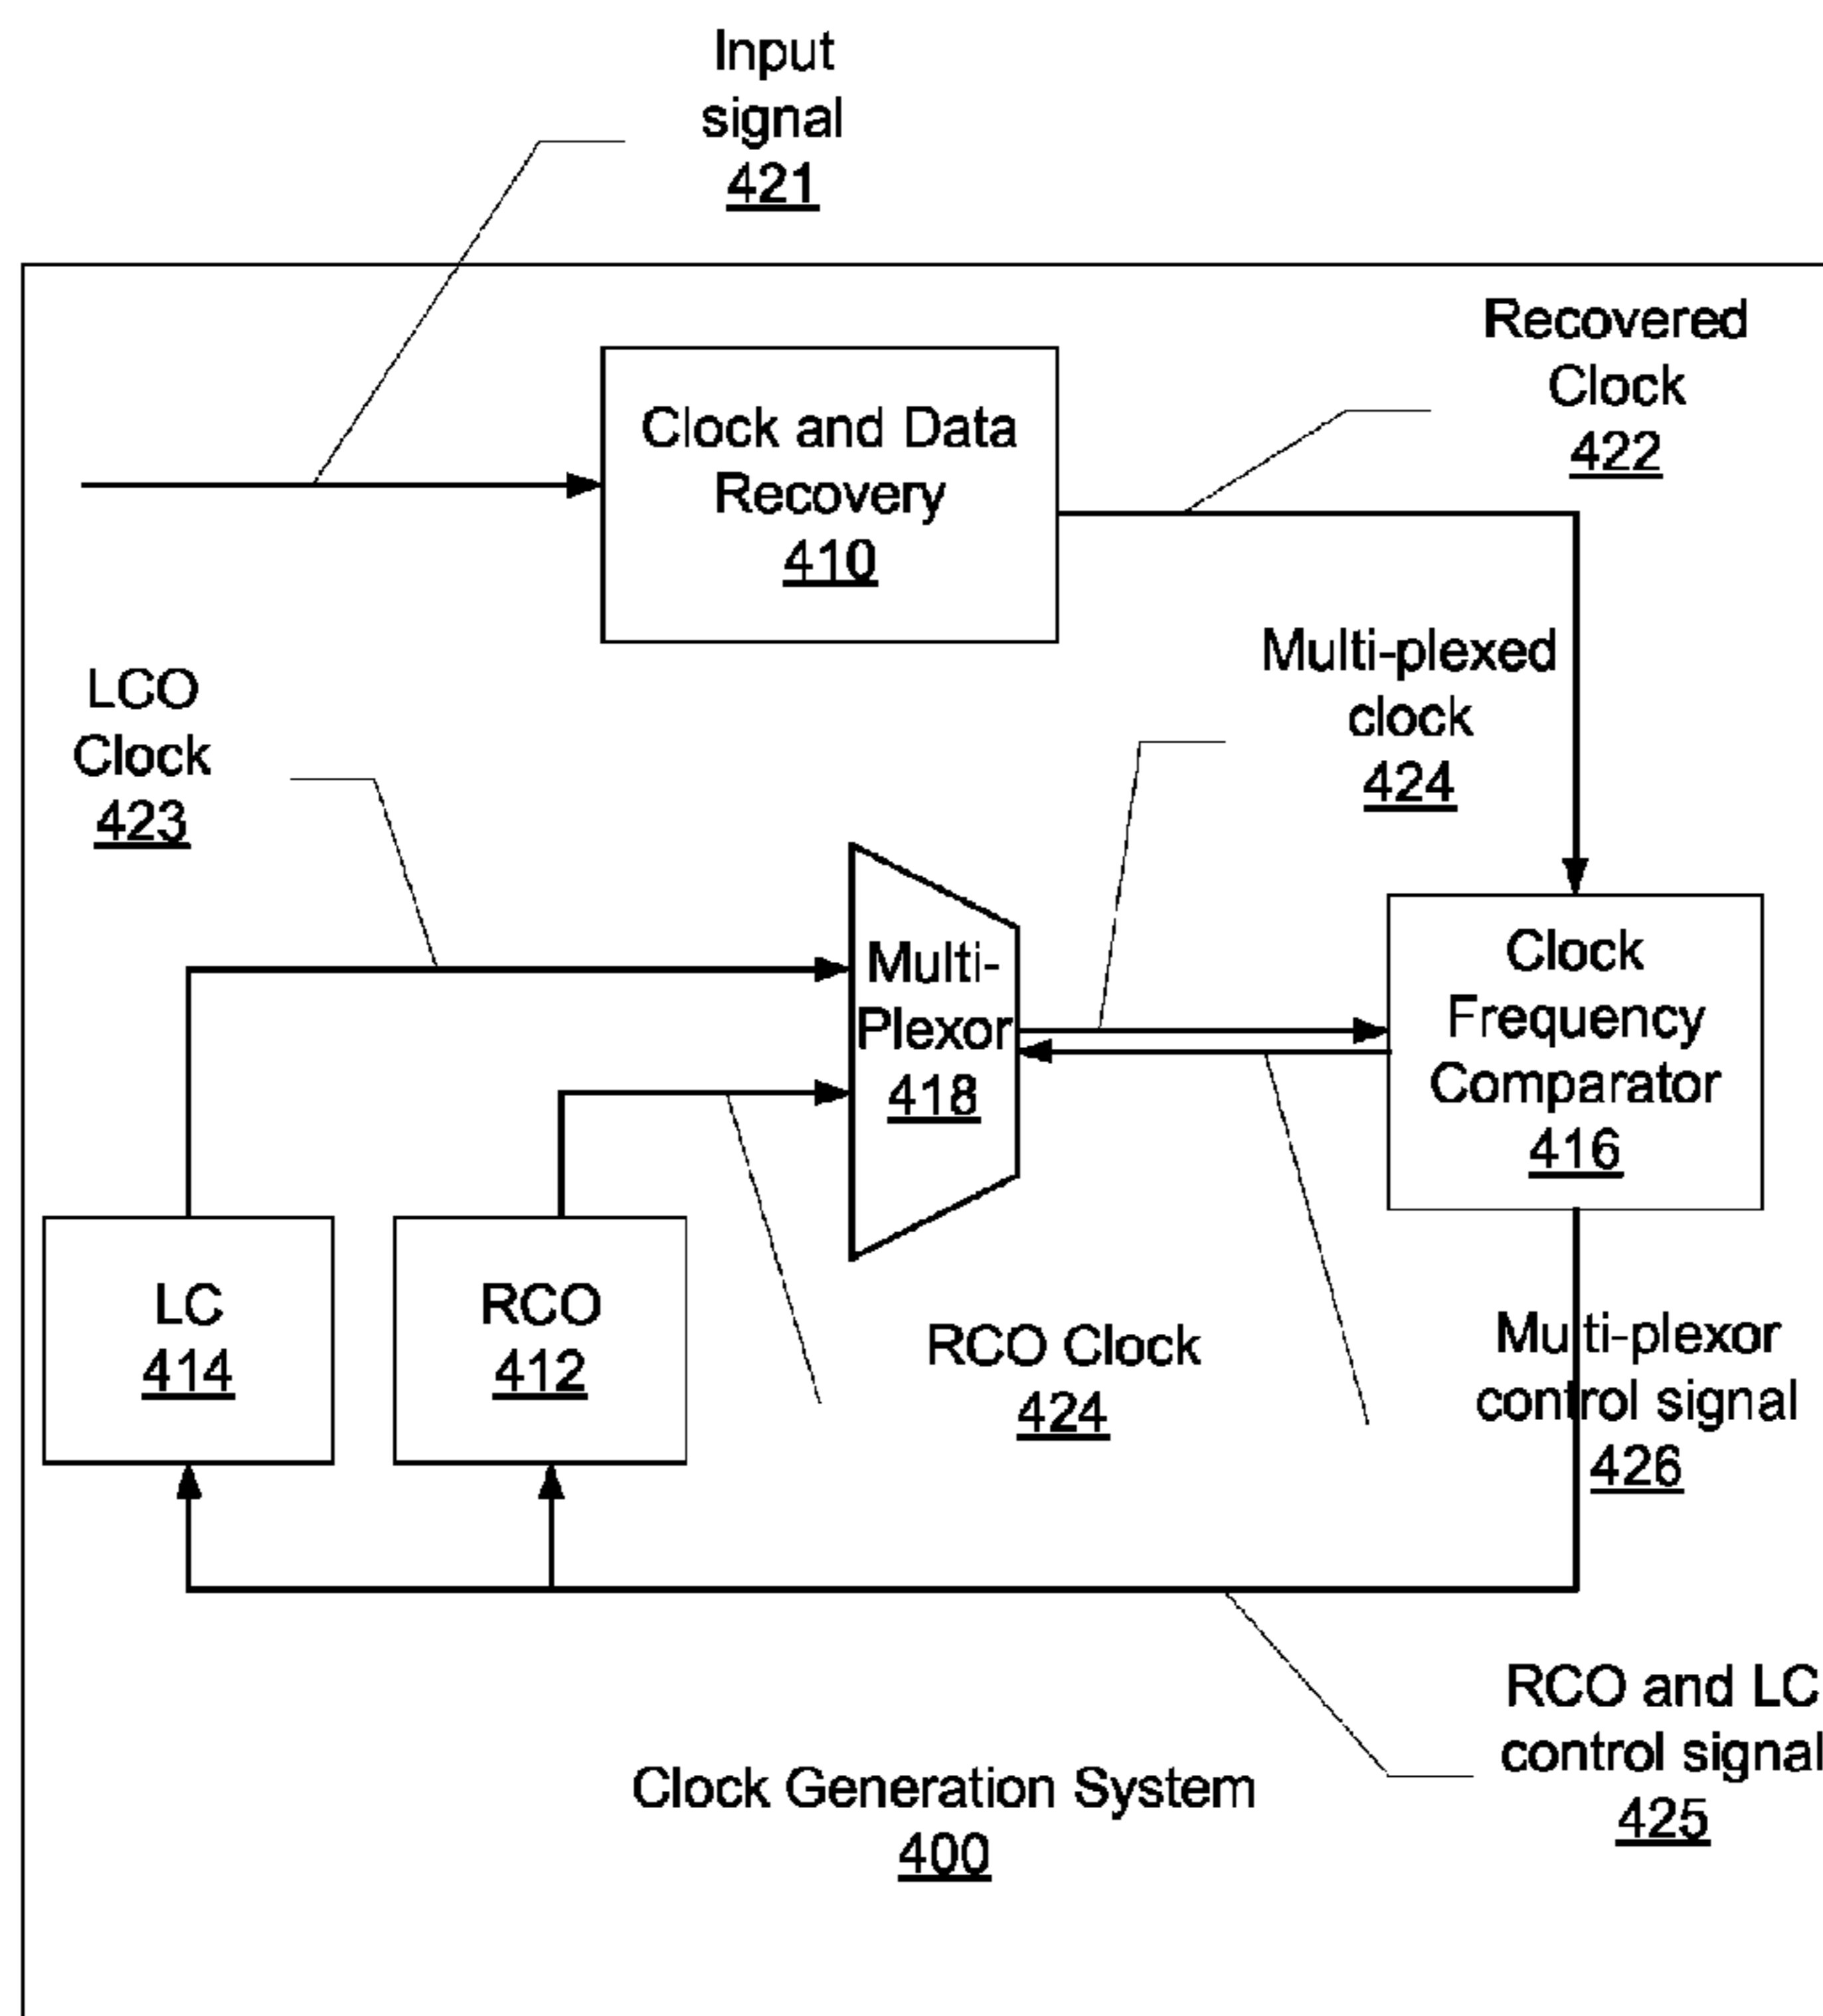 Input
signal
421
Recovered
Clock
422
Clock and Data
Recovery
410
Multi-plexed
clock
424
LCO
Clock
423
Multi-
Plexor
418
Clock
Frequency
Comparator
416
LC
414
RCO
412
RCO Clock
424
Multi-plexor
control signal
426
RCO and LC
control signal
425
Clock Generation System
400